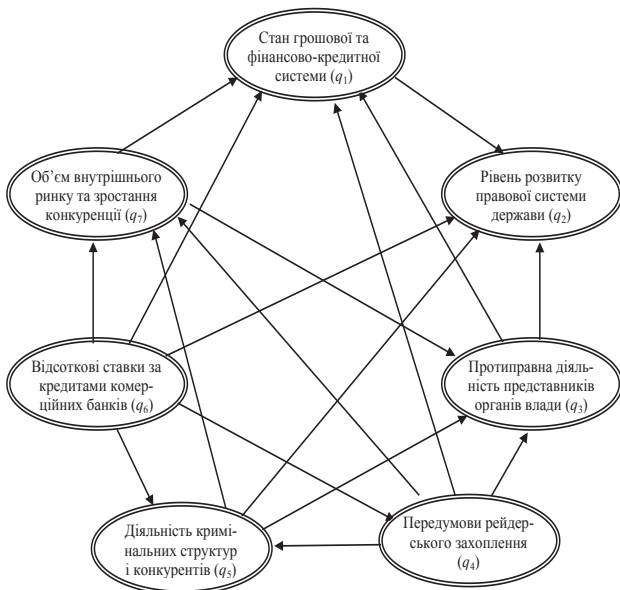 Стан грошової та
фінансово-кредитної
системи (q1)
Об’єм внутрішнього
ринку та зростання
конкуренції (q7)
Рівень розвитку
правової системи
держави (q2)
Відсоткові ставки за
кредитами комер-
ційних банків (q6)
Протиправна діяль-
ність представників
органів влади (q3)
Діяльність кримі-
нальних структур
і конкурентів (q5)
Передумови рейдер-
ського захоплення
(q4)